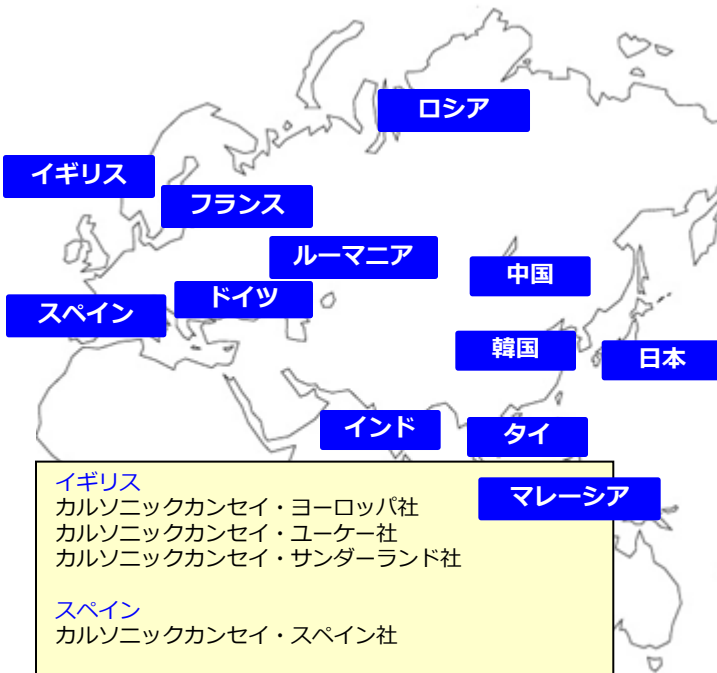 ロシア
イギリス
フランス
ルーマニア
中国
ドイツ
スペイン
韓国
日本
インド
タイ
マレーシア
イギリス
カルソニックカンセイ・ヨーロッパ社
カルソニックカンセイ・ユーケー社
カルソニックカンセイ・サンダーランド社
スペイン
カルソニックカンセイ・スペイン社